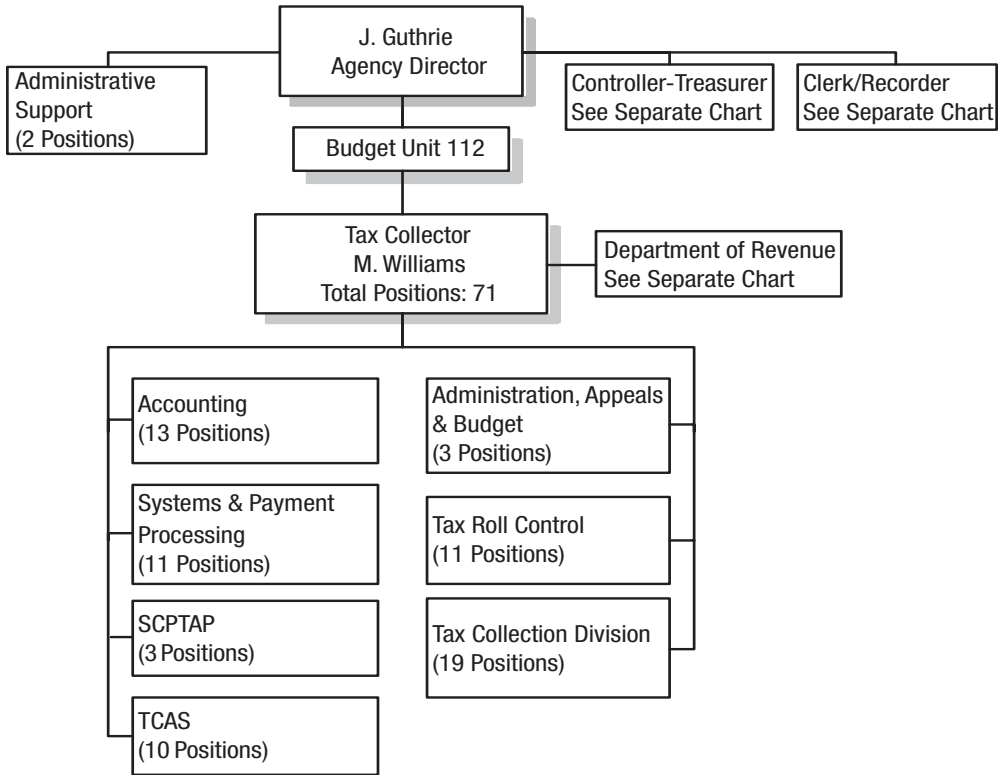 J. Guthrie
Agency Director
Administrative
Support
(2 Positions)
Controller-Treasurer
See Separate Chart
Clerk/Recorder
See Separate Chart
Budget Unit 112
Tax Collector
M. Williams
Total Positions: 71
Department of Revenue
See Separate Chart
Accounting
(13 Positions)
Systems & Payment
Processing
(11 Positions)
SCPTAP
(3 Positions)
TCAS
(10 Positions)
Administration, Appeals
& Budget
(3 Positions)
Tax Roll Control
(11 Positions)
Tax Collection Division
(19 Positions)